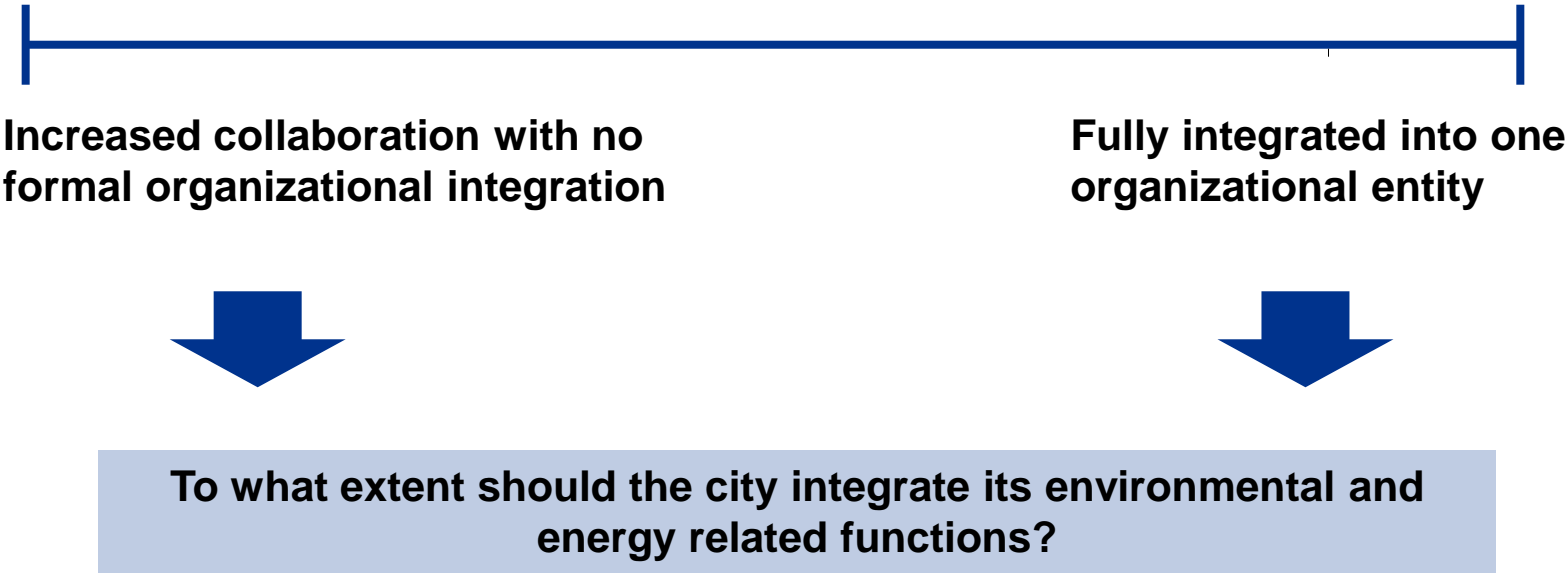 Increased collaboration with no
formal organizational integration
Fully integrated into one
organizational entity
To what extent should the city integrate its environmental and
energy related functions?